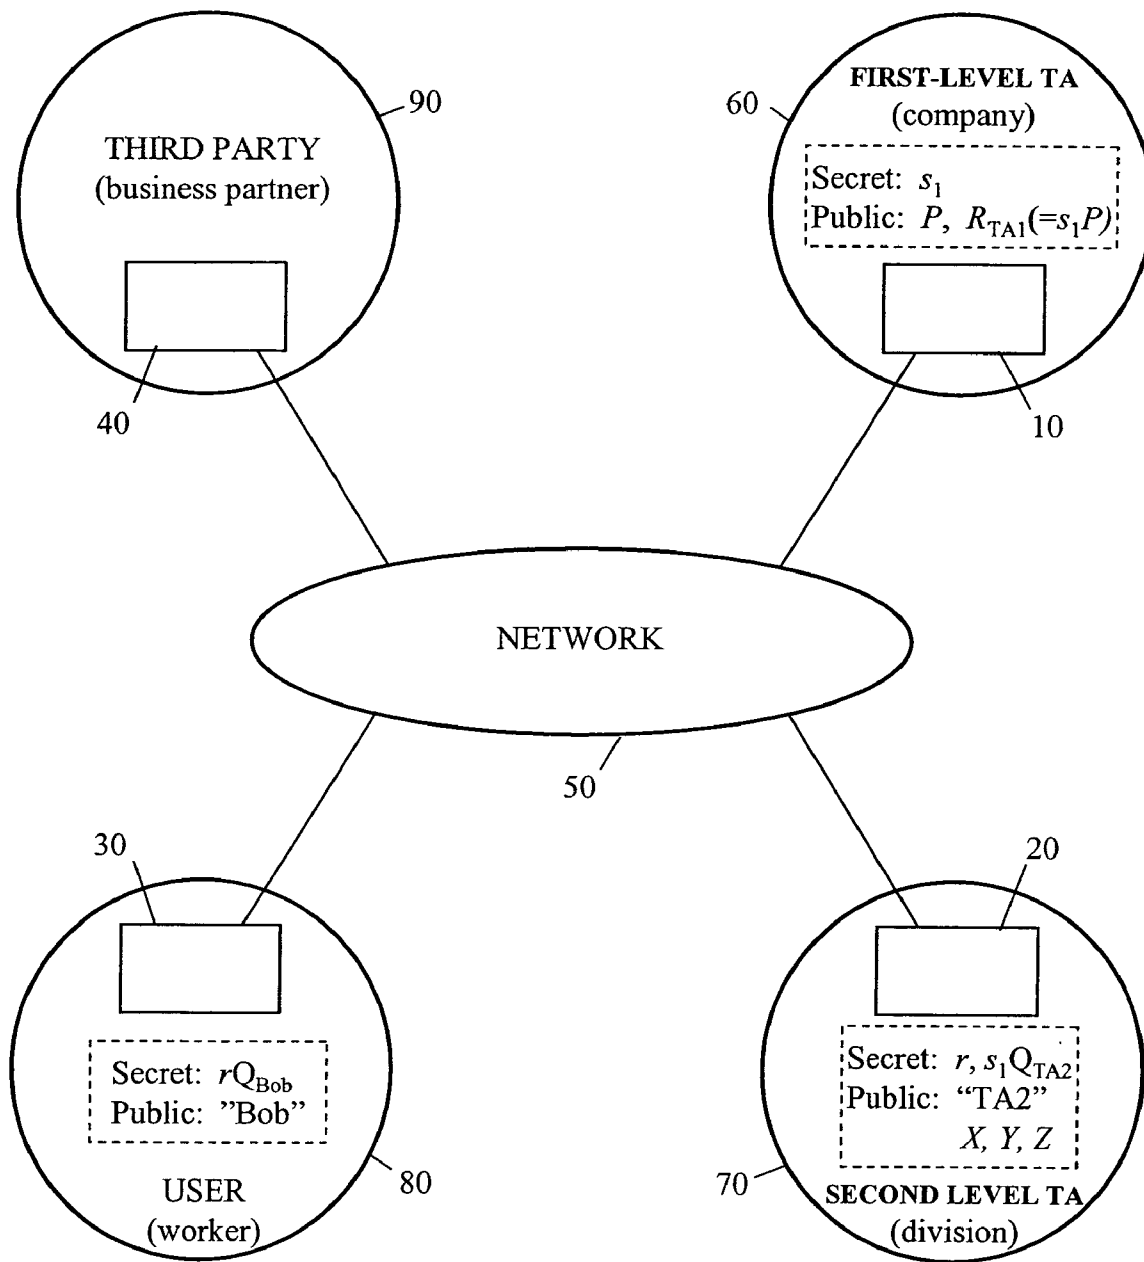 THIRD PARTY
(business partner)
90
40
60
FIRST-LEVEL TA
(company)
Secret: s1
Public: P, RTA1(=s1P)
10
NETWORK
50
30
Secret: rQBob
Public: ”Bob”
USER
(worker)
80
20
Secret: r, s1QTA2
Public: “TA2”
X, Y, Z
70
SECOND LEVEL TA
(division)